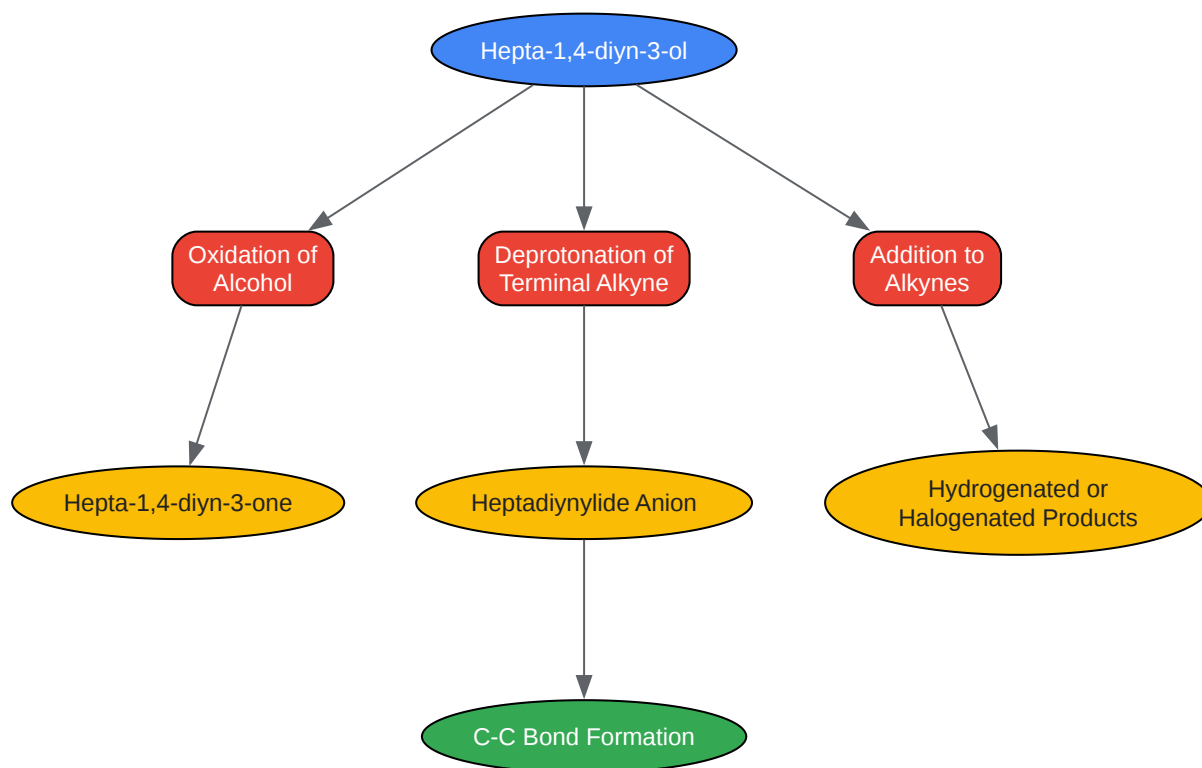 Hepta-1,4-diyn-3-ol
Oxidation of
Alcohol
Deprotonation of
Terminal Alkyne
Addition to
Alkynes
Hepta-1,4-diyn-3-one
Heptadiynylide Anion
Hydrogenated or
Halogenated Products
C-C Bond Formation